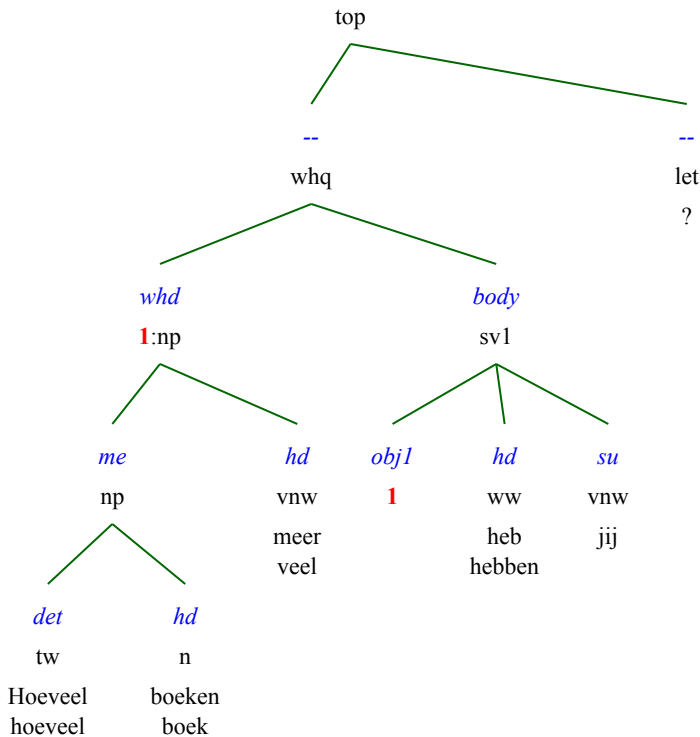 top
-- --
whq let
?
whd body
1:np sv1
me hd obj1 hd su
np vnw 1 ww vnw
meer heb jij
veel hebben
det hd
tw n
Hoeveel boeken
hoeveel boek